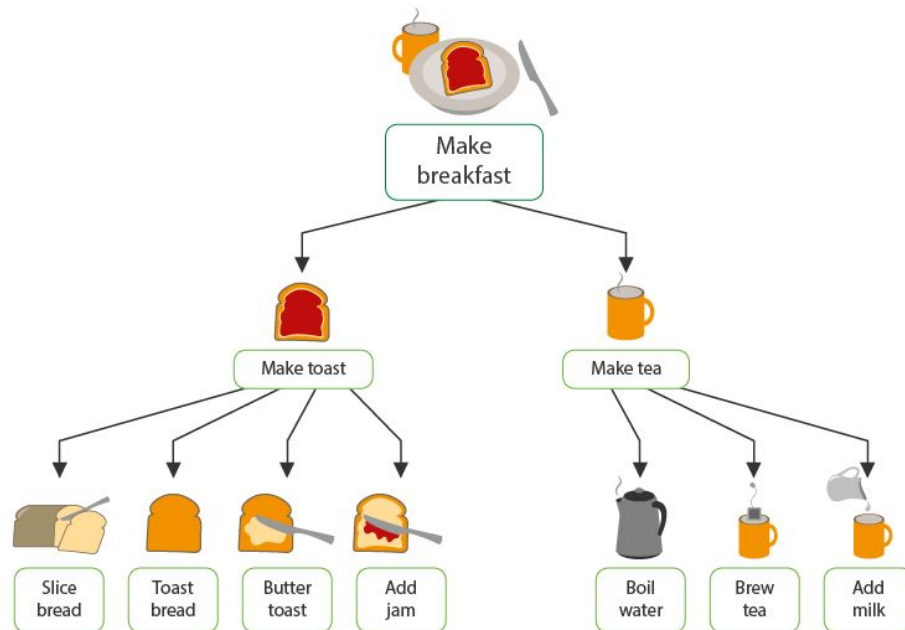 Make
breakfast
Make toast
Make tea
Slice
bread
Toast
bread
Butter
toast
Add
jam
Boil
water
Brew
tea
Add
milk